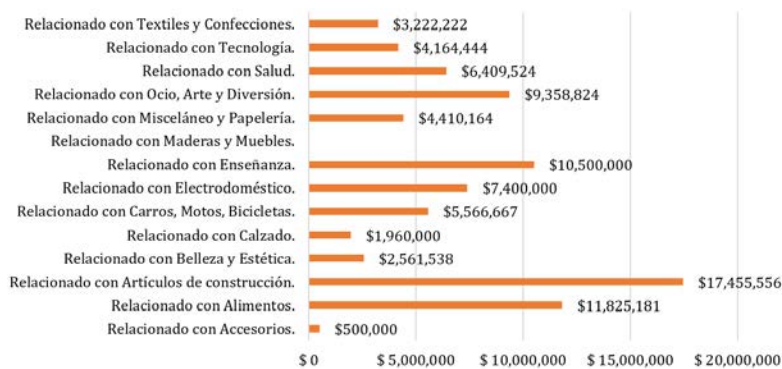 Relacionado con Textiles y Confecciones. $3,222,222
Relacionado con Tecnología. $4,164,444
Relacionado con Salud. $6,409,524
Relacionado con Ocio, Arte y Diversión. $9,358,824
Relacionado con Misceláneo y Papelería. $4,410,164
Relacionado con Maderas y Muebles.
Relacionado con Enseñanza. $10,500,000
Relacionado con Electrodoméstico. $7,400,000
Relacionado con Carros, Motos, Bicicletas. $5,566,667
Relacionado con Calzado. $1,960,000
Relacionado con Belleza y Estética. $2,561,538
Relacionado con Artículos de construcción. $17,455,556
Relacionado con Alimentos. $11,825,181
Relacionado con Accesorios. $500,000
$ 0 $ 5,000,000 $ 10,000,000 $ 15,000,000 $ 20,000,000